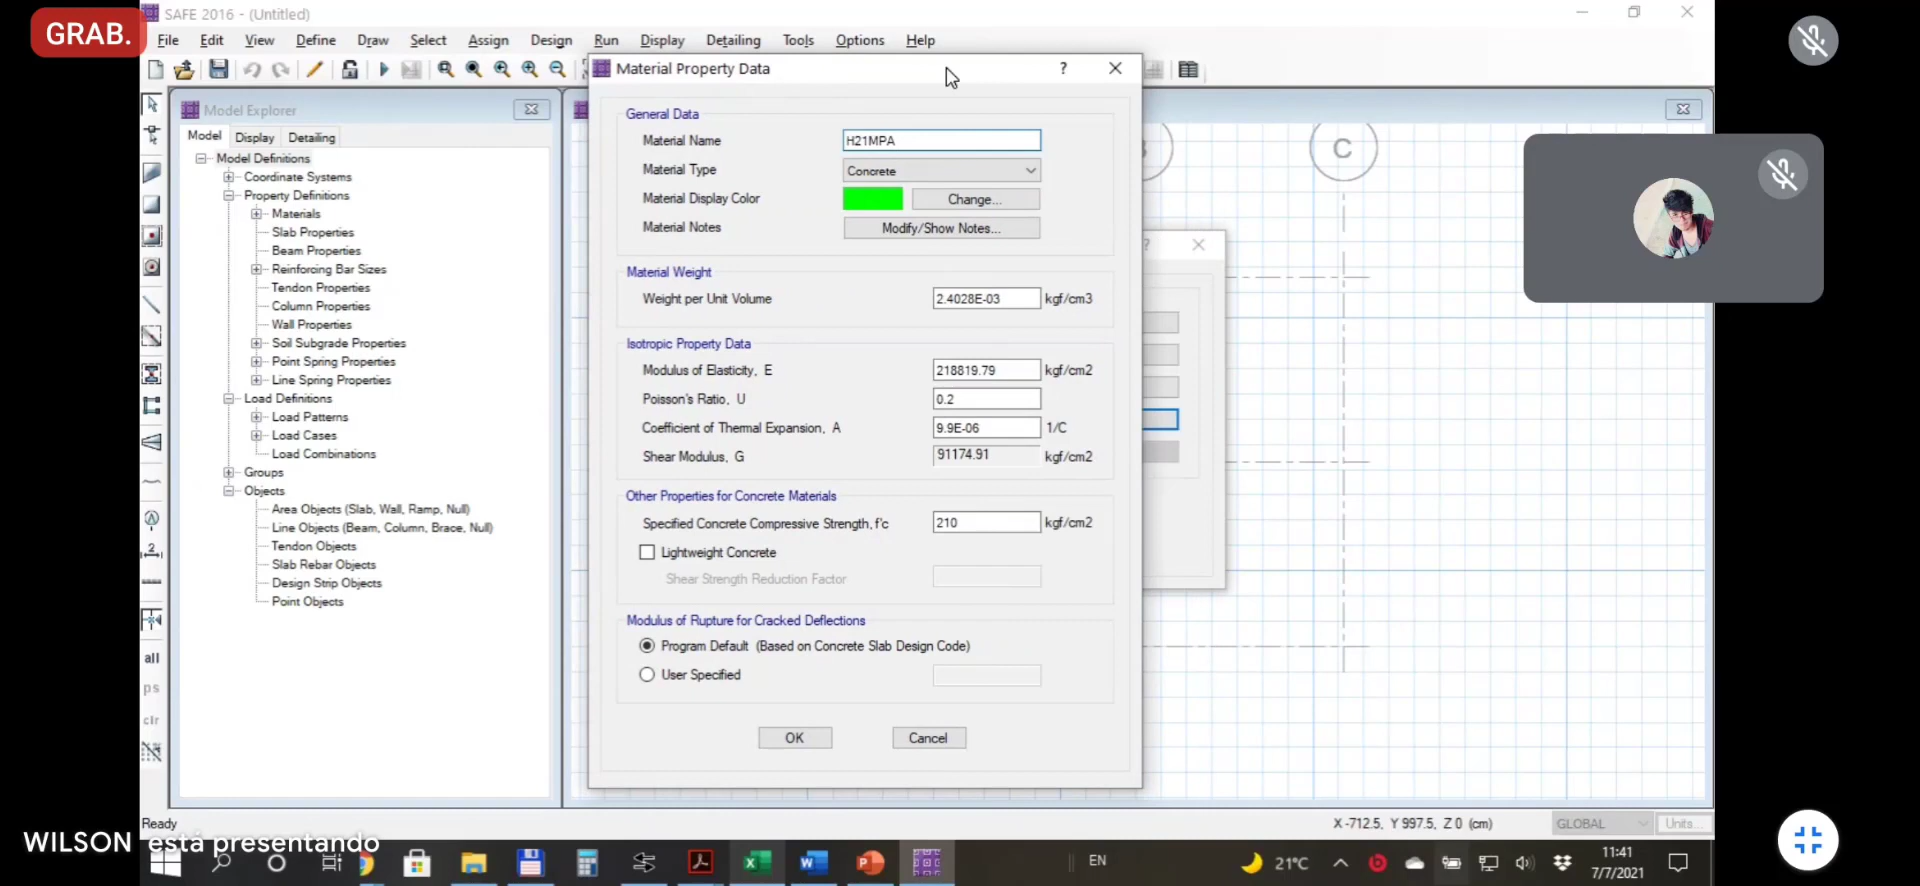 GRAB.
SAFE 2016 - (Untitled)
File Edit View Define Draw Select Assign Design Run Display Detailing Tools Options Help
Model Explorer
Model Display Detailing
Model Definitions
Coordinate Systems
Property Definitions
Materials
Slab Properties
Beam Properties
Reinforcing Bar Sizes
Tendon Properties
Column Properties
Wall Properties
Soil Subgrade Properties
Point Spring Properties
Line Spring Properties
Load Definitions
Load Patterns
Load Cases
Load Combinations
Groups
Objects
Area Objects (Slab, Wall, Ramp, Null)
Line Objects (Beam, Column, Brace, Null)
Tendon Objects
Slab Rebar Objects
Design Strip Objects
Point Objects
all
ps
clr
Material Property Data ?
General Data
Material Name H21MPA
Material Type Concrete
Material Display Color Change...
Material Notes Modify/Show Notes...
Material Weight
Weight per Unit Volume 2.4028E-03 kgf/cm3
Isotropic Property Data
Modulus of Elasticity, E 218819.79 kgf/cm2
Poisson's Ratio, U 0.2
Coefficient of Thermal Expansion, A 9.9E-06 1/C
Shear Modulus, G 91174.91 kgf/cm2
Other Properties for Concrete Materials
Specified Concrete Compressive Strength, f'c 210 kgf/cm2
Lightweight Concrete
Shear Strength Reduction Factor
Modulus of Rupture for Cracked Deflections
Program Default (Based on Concrete Slab Design Code)
User Specified
OK Cancel
?
C
Ready
X -712.5, Y 997.5, Z 0 (cm) GLOBAL Units...
WILSON está presentando
EN 21°C 11:41
7/7/2021